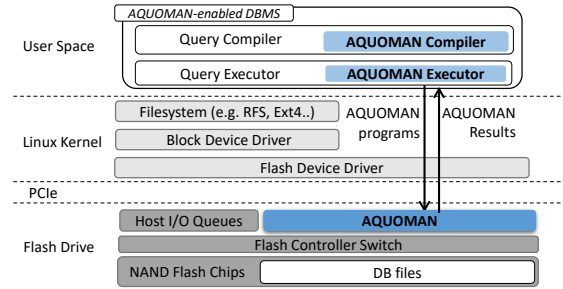 AQUOMAN-enabled DBMS
User Space
Query Compiler
AQUOMAN Compiler
Query Executor
AQUOMAN Executor
Linux Kernel
Filesystem (e.g. RFS, Ext4..)
AQUOMAN
programs
AQUOMAN
Results
Block Device Driver
Flash Device Driver
PCIe
Flash Drive
Host I/O Queues
AQUOMAN
Flash Controller Switch
NAND Flash Chips
DB files